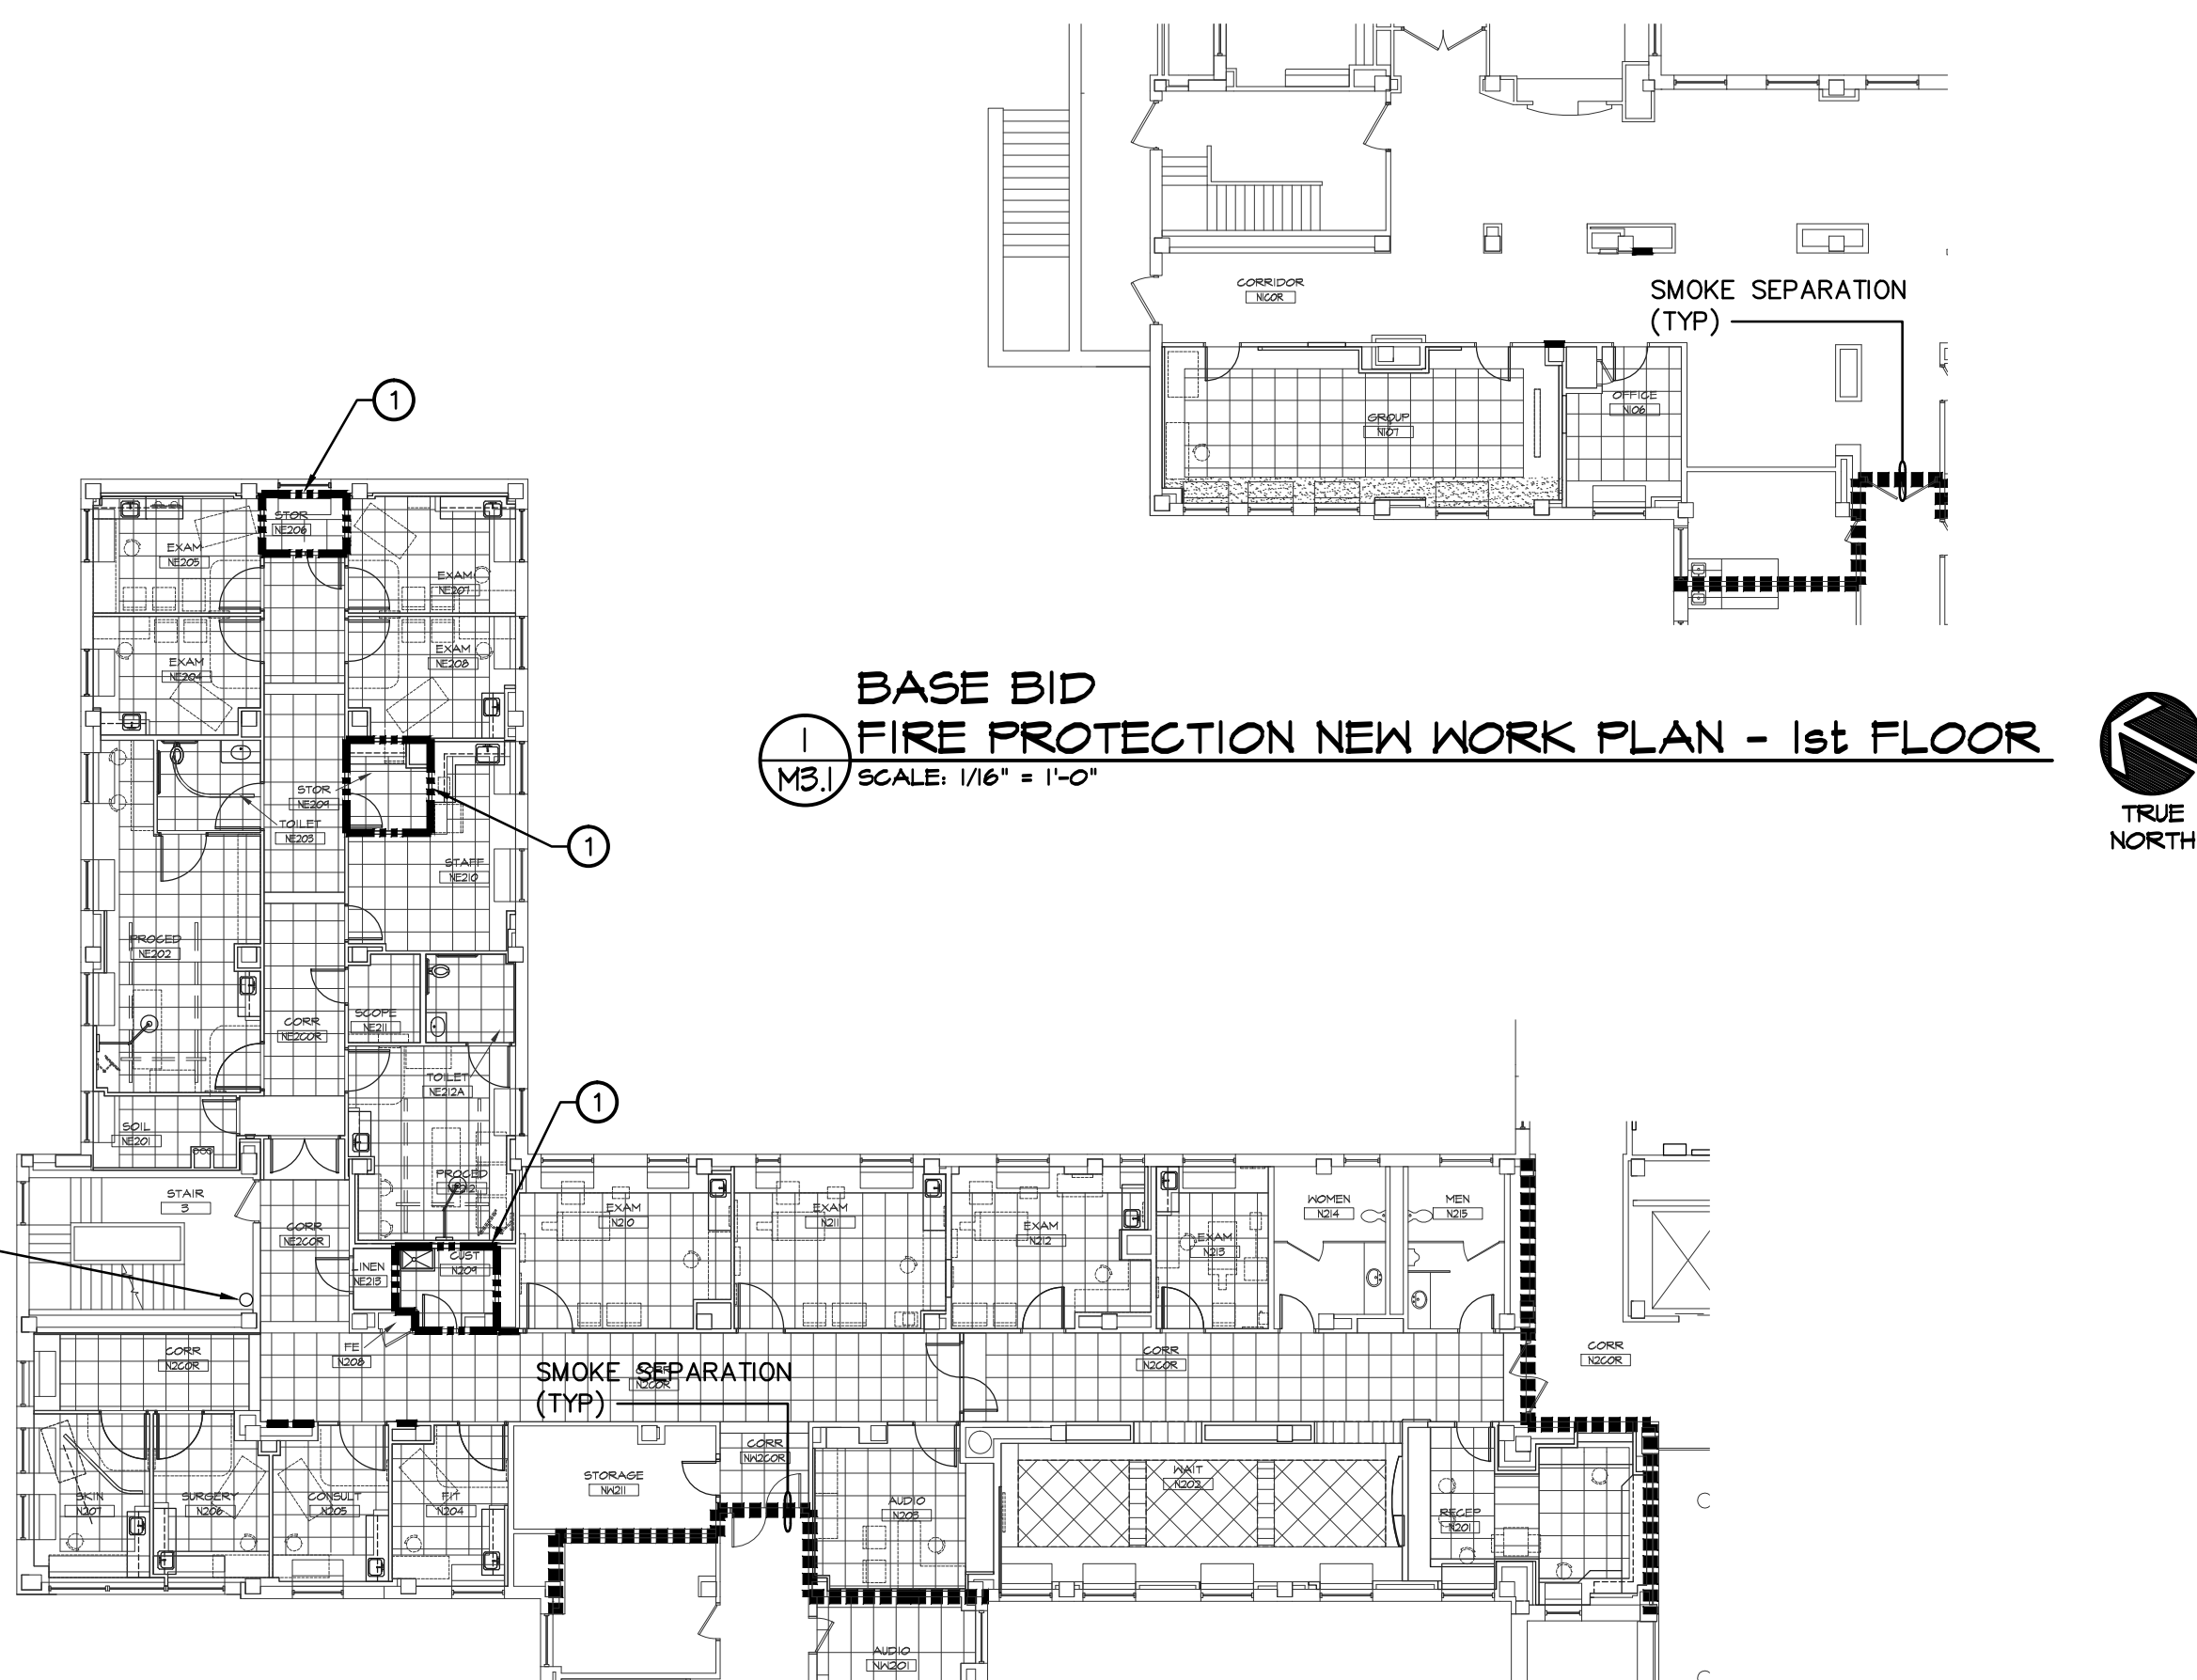 CORRIDOR
N1COR
SMOKE SEPARATION
(TYP)
1
OFFICE
N106
GROUP
N107
STOR
NE206
EXAM
NE205
EXAM
NE207
EXAM
NE204
EXAM
NE208
BASE BID
1
FIRE PROTECTION NEW WORK PLAN - 1st FLOOR
M3.1
SCALE: 1/16" = 1'-0"
TRUE
NORTH
STOR
NE209
TOILET
NE203
1
STAFF
NE210
PROCED
NE202
SCOPE
NE211
CORR
NE2COR
TOILET
NE212A
1
SOIL
NE201
PROCED
NE212
STAIR
3
CORR
NE2COR
EXAM
N210
EXAM
N211
EXAM
N212
EXAM
N213
WOMEN
N214
MEN
N215
LINEN
NE213
CUST
N209
FE
N208
CORR
N2COR
SMOKE SEPARATION
(TYP)
CORR
N2COR
CORR
N2COR
CORR
N2COR
CORR
NW2COR
STORAGE
NW211
WAIT
N202
SKIN
N207
SURGERY
N206
CONSULT
N205
FIT
N204
AUDIO
N203
RECEP
N201
AUDIO
NW201